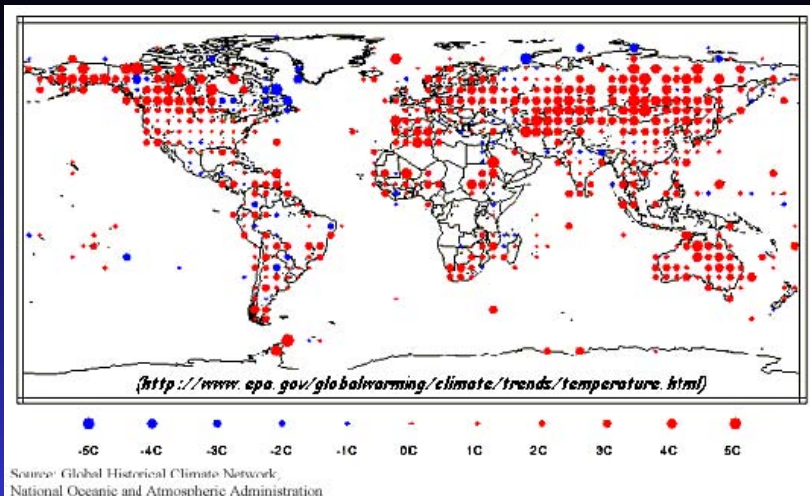 (http://www.epa.gov/globalwarming/climate/trends/temperature.html)
-5C -4C -3C -2C -1C 0C 1C 2C 3C 4C 5C
Source: Global Historical Climate Network,
National Oceanic and Atmospheric Administration